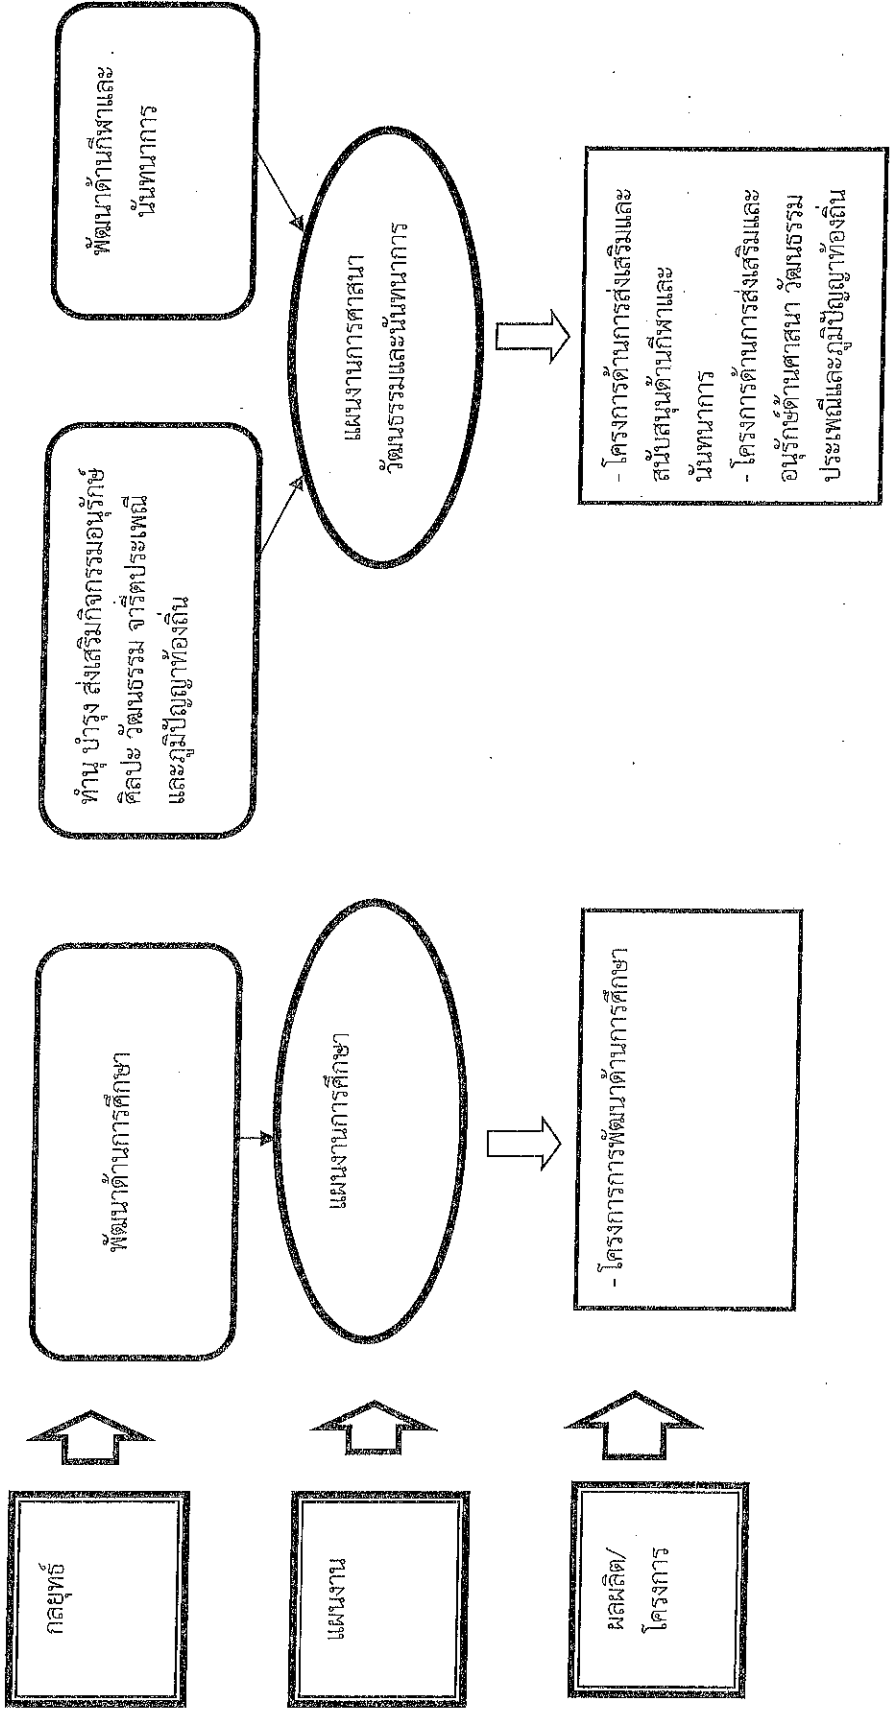 กลยุทธ์
พัฒนาด้านการศึกษา
ทำนุ บำรุง ส่งเสริมกิจกรรมอนุรักษ์
ศิลปะ วัฒนธรรม จารีตประเพณี
และภูมิปัญญาท้องถิ่น
พัฒนาด้านกีฬาและ
นันทนาการ
แผนงาน
แผนงานการศึกษา
แผนงานการศาสนา
วัฒนธรรมและนันทนาการ
ผลผลิต/
โครงการ
- โครงการการพัฒนาด้านการศึกษา
- โครงการด้านการส่งเสริมและ
สนับสนุนด้านกีฬาและ
นันทนาการ
- โครงการด้านการส่งเสริมและ
อนุรักษ์ด้านศาสนา วัฒนธรรม
ประเพณีและภูมิปัญญาท้องถิ่น